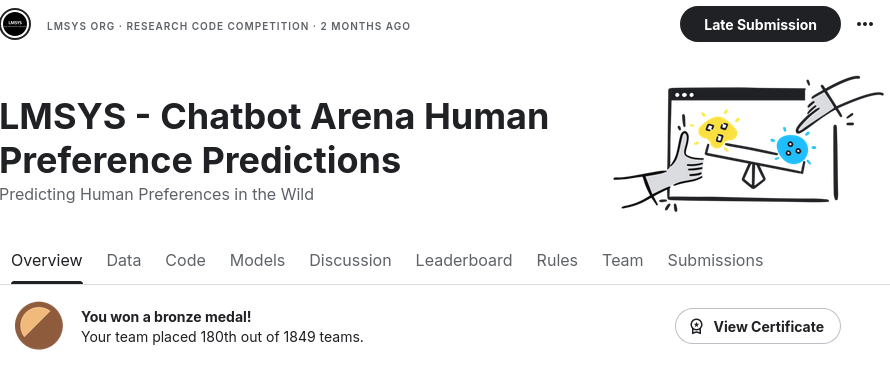 LMSYS
LMSYS ORG · RESEARCH CODE COMPETITION · 2 MONTHS AGO
Late Submission
LMSYS - Chatbot Arena Human
Preference Predictions
Predicting Human Preferences in the Wild
Overview Data Code Models Discussion Leaderboard Rules Team Submissions
You won a bronze medal!
Your team placed 180th out of 1849 teams.
View Certificate